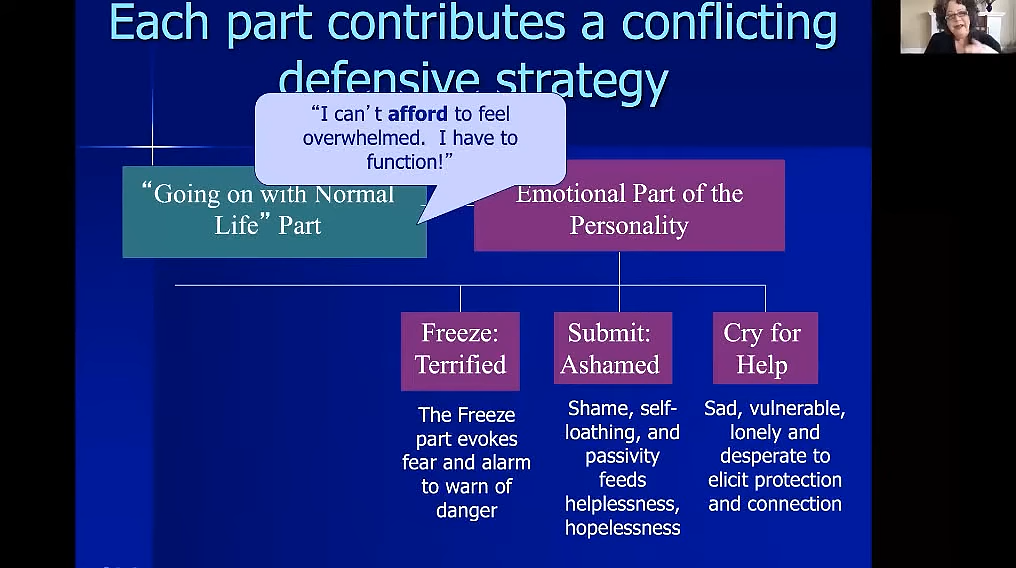 Each part contributes a conflicting
defensive strategy
“I can’t afford to feel
overwhelmed. I have to
function!”
“Going on with Normal
Life” Part
Emotional Part of the
Personality
Freeze:
Terrified
Submit:
Ashamed
Cry for
Help
The Freeze
part evokes
fear and alarm
to warn of
danger
Shame, self-
loathing, and
passivity
feeds
helplessness,
hopelessness
Sad, vulnerable,
lonely and
desperate to
elicit protection
and connection